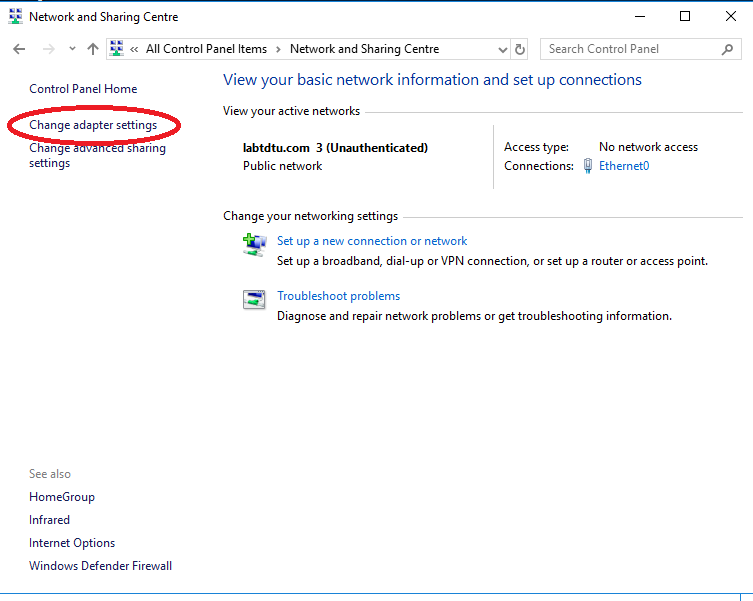 Network and Sharing Centre
« All Control Panel Items > Network and Sharing Centre
Search Control Panel
Control Panel Home
Change adapter settings
Change advanced sharing
settings
View your basic network information and set up connections
View your active networks
labtdtu.com 3 (Unauthenticated)
Public network
Access type: No network access
Connections: Ethernet0
Change your networking settings
Set up a new connection or network
Set up a broadband, dial-up or VPN connection, or set up a router or access point.
Troubleshoot problems
Diagnose and repair network problems or get troubleshooting information.
See also
HomeGroup
Infrared
Internet Options
Windows Defender Firewall